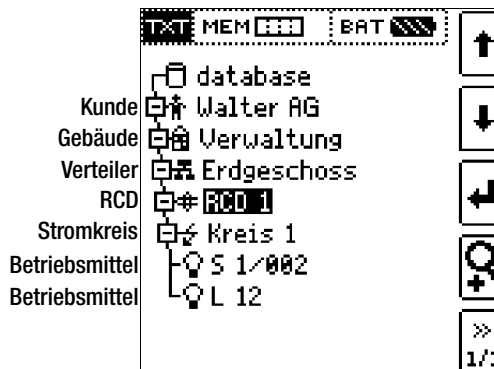 TXT MEM BAT
database
Kunde Walter AG
Gebäude Verwaltung
Verteiler Erdgeschoss
RCD RCD 1
Stromkreis Kreis 1
Betriebsmittel S 1/002
Betriebsmittel L 12
>>